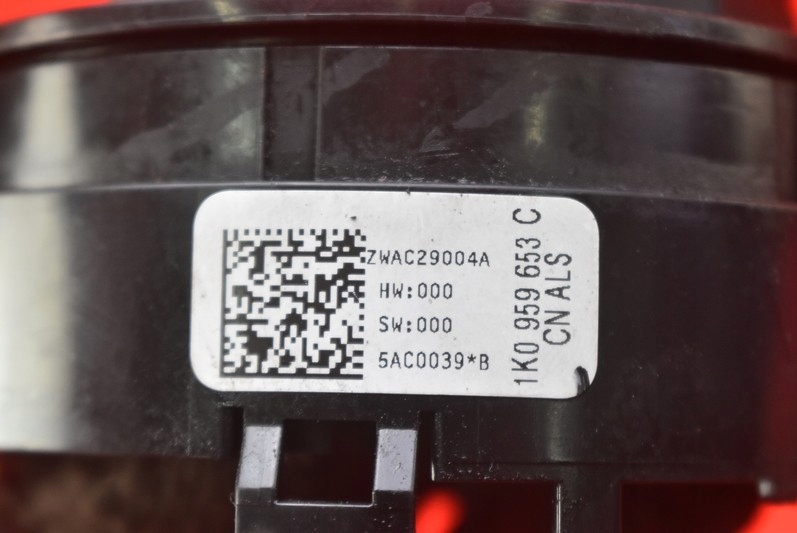 ZWAC29004A
HW:000
SW:000
5AC0039*B
1K0 959 653 C
CN ALS